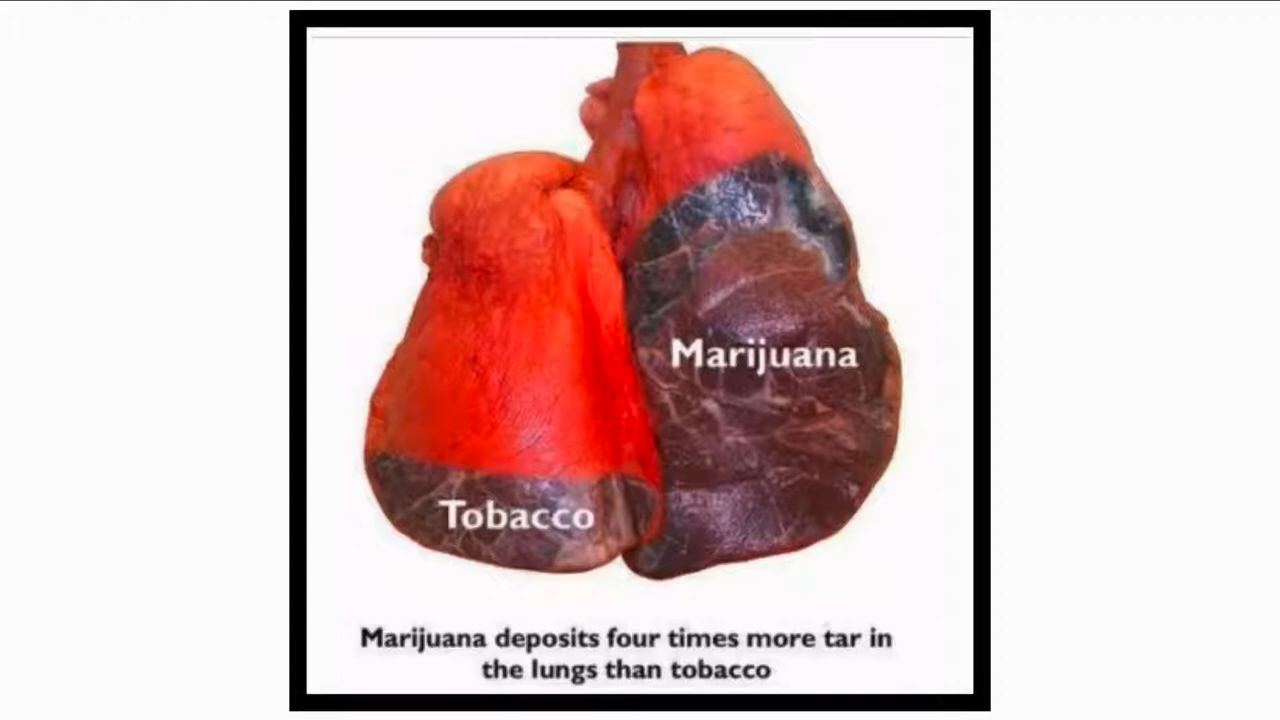 Marijuana
Tobacco
Marijuana deposits four times more tar in
the lungs than tobacco